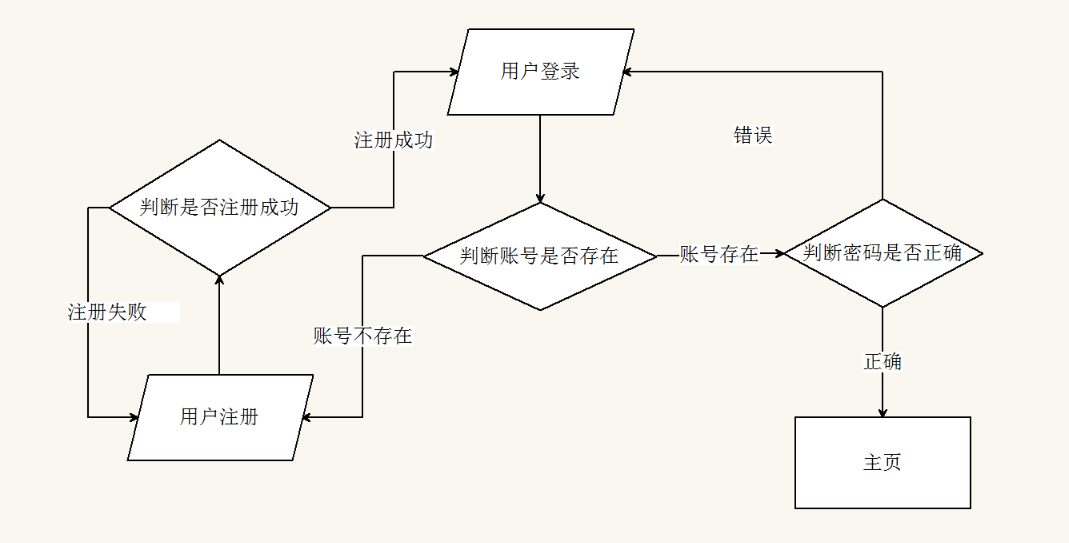 用户登录
注册成功
错误
判断是否注册成功
判断账号是否存在
账号存在
判断密码是否正确
注册失败
账号不存在
正确
用户注册
主页